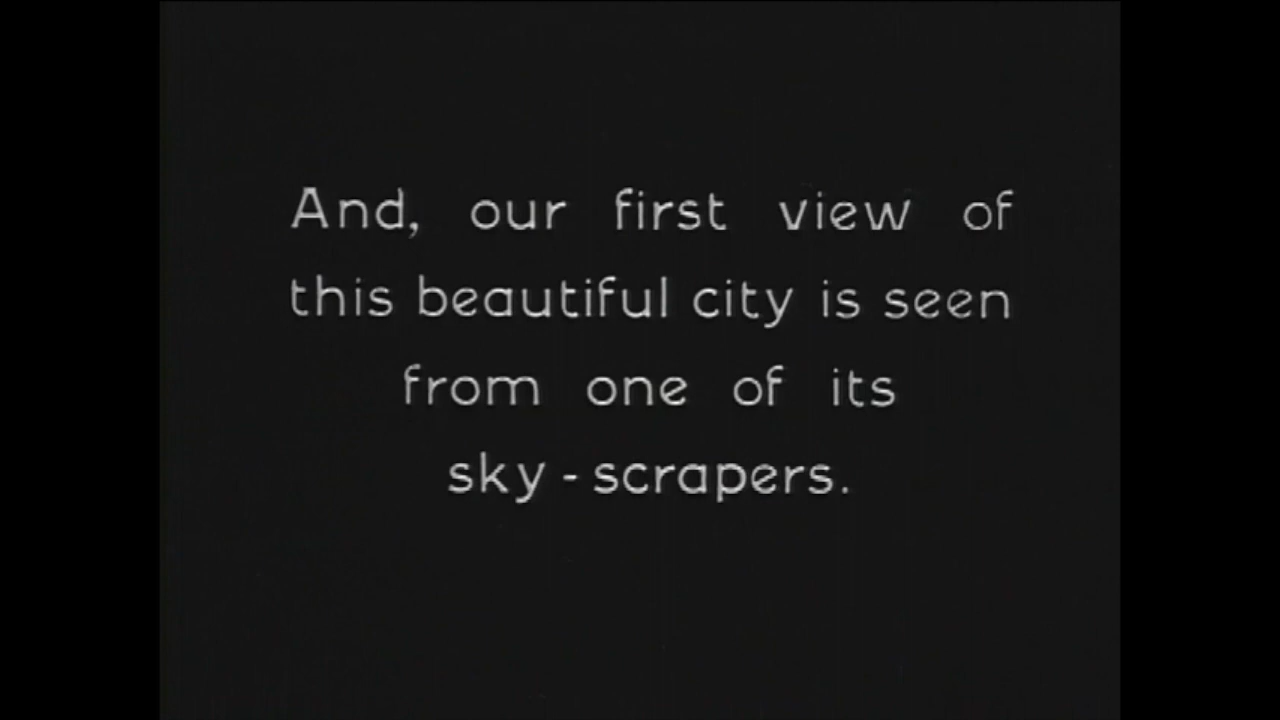 And, our first view of
this beautiful city is seen
from one of its
sky-scrapers.